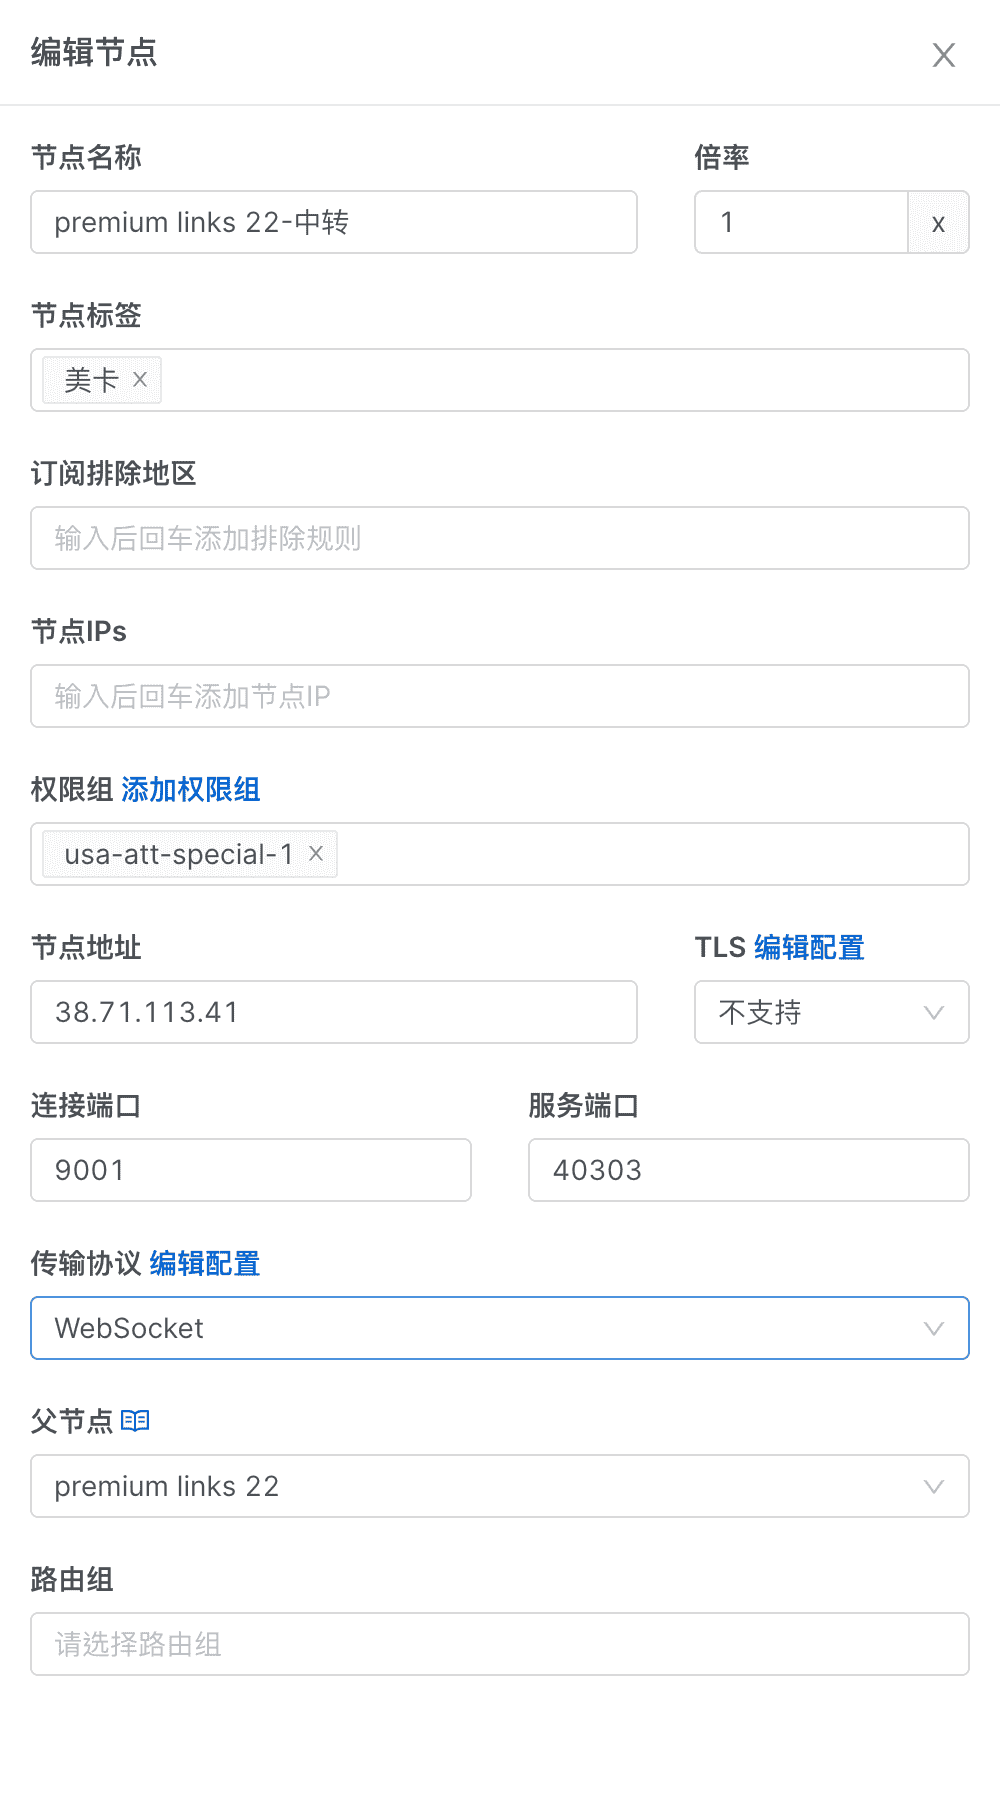 编辑节点
节点名称 倍率
premium links 22-中转 1 x
节点标签
美卡
订阅排除地区
输入后回车添加排除规则
节点IPs
输入后回车添加节点IP
权限组 添加权限组
usa-att-special-1
节点地址 TLS 编辑配置
38.71.113.41 不支持
连接端口 服务端口
9001 40303
传输协议 编辑配置
WebSocket
父节点
premium links 22
路由组
请选择路由组